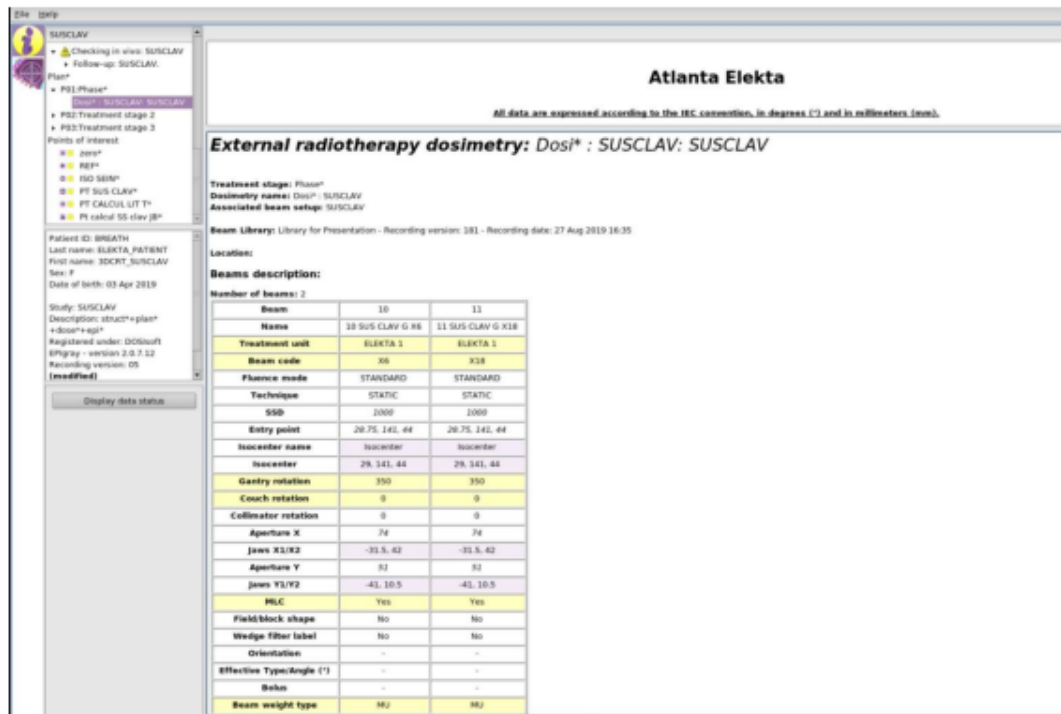 File Help
SUSCLAV
Checking in vivo: SUSCLAV
Follow-up: SUSCLAV.
Plan*
P01:Phase*
Dosi* : SUSCLAV: SUSCLAV
P02:Treatment stage 2
P03:Treatment stage 3
Points of interest
zero*
REF*
ISO SEIN*
PT SUS CLAV*
PT CALCUL LIT T*
Pt calcul SS clav JB*
Patient ID: BREATH
Last name: ELEKTA_PATIENT
First name: 3DCRT_SUSCLAV
Sex: F
Date of birth: 03 Apr 2019
Study: SUSCLAV
Description: struct*+plan*
+dose*+epi*
Registered under: DOSIsoft
EPIgray - version 2.0.7.12
Recording version: 05
(modified)
Display data status
Atlanta Elekta
All data are expressed according to the IEC convention, in degrees (°) and in millimeters (mm).
External radiotherapy dosimetry: Dosi* : SUSCLAV: SUSCLAV
Treatment stage: Phase*
Dosimetry name: Dosi* : SUSCLAV
Associated beam setup: SUSCLAV
Beam Library: Library for Presentation - Recording version: 181 - Recording date: 27 Aug 2019 16:35
Location:
Beams description:
Number of beams: 2
Beam 10 11
Name 10 SUS CLAV G X6 11 SUS CLAV G X18
Treatment unit ELEKTA 1 ELEKTA 1
Beam code X6 X18
Fluence mode STANDARD STANDARD
Technique STATIC STATIC
SSD 1000 1000
Entry point 28.75, 141, 44 28.75, 141, 44
Isocenter name Isocenter Isocenter
Isocenter 29, 141, 44 29, 141, 44
Gantry rotation 350 350
Couch rotation 0 0
Collimator rotation 0 0
Aperture X 74 74
Jaws X1/X2 -31.5, 42 -31.5, 42
Aperture Y 51 51
Jaws Y1/Y2 -41, 10.5 -41, 10.5
MLC Yes Yes
Field/block shape No No
Wedge filter label No No
Orientation - -
Effective Type/Angle (°) - -
Bolus - -
Beam weight type MU MU